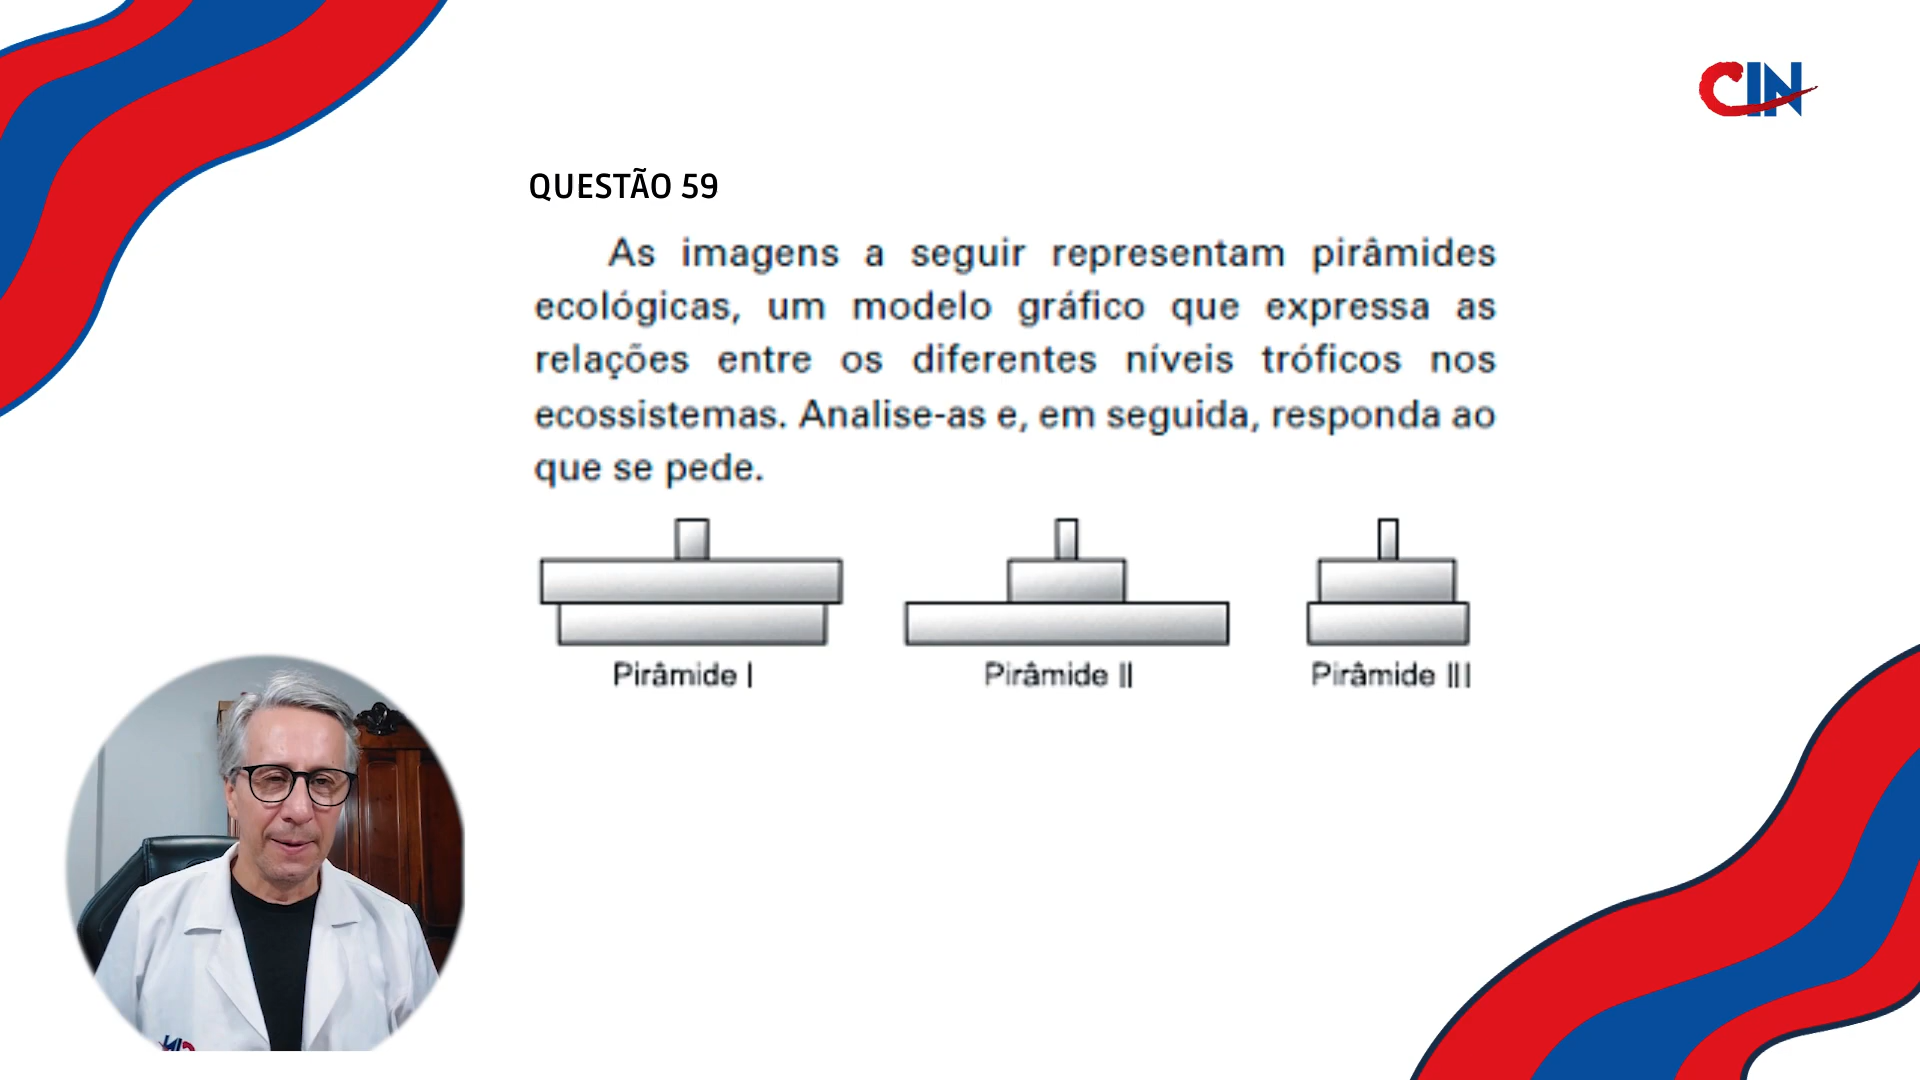 CIN
QUESTÃO 59
As imagens a seguir representam pirâmides
ecológicas, um modelo gráfico que expressa as
relações entre os diferentes níveis tróficos nos
ecossistemas. Analise-as e, em seguida, responda ao
que se pede.
Pirâmide I
Pirâmide II
Pirâmide III